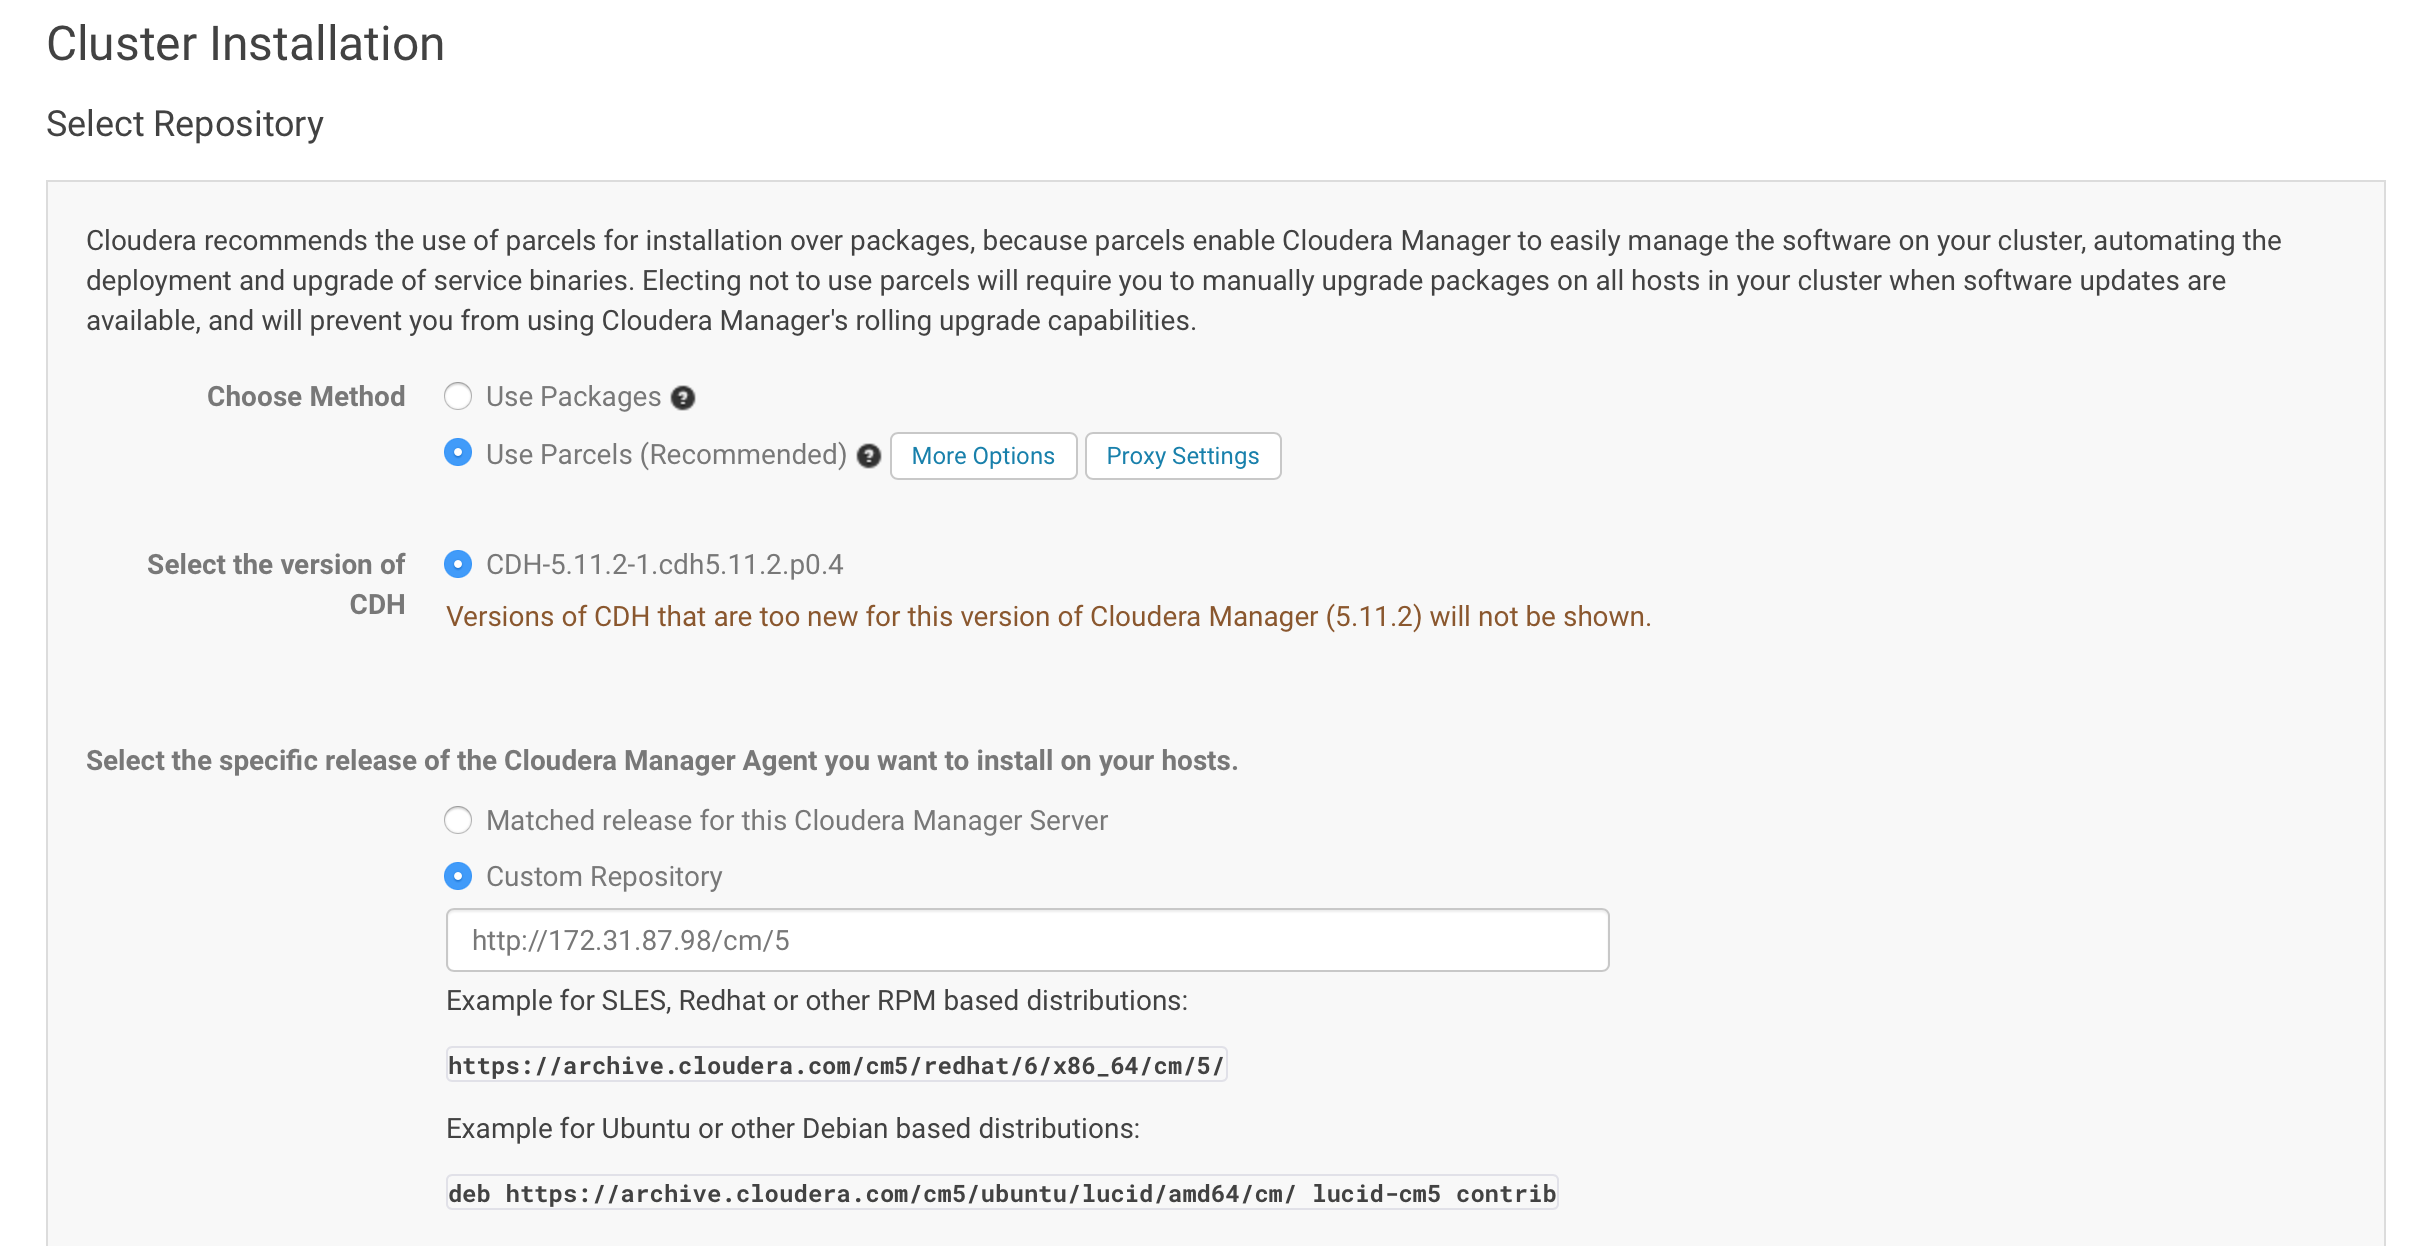 Cluster Installation
Select Repository
Cloudera recommends the use of parcels for installation over packages, because parcels enable Cloudera Manager to easily manage the software on your cluster, automating the
deployment and upgrade of service binaries. Electing not to use parcels will require you to manually upgrade packages on all hosts in your cluster when software updates are
available, and will prevent you from using Cloudera Manager's rolling upgrade capabilities.
Choose Method
Use Packages ?
Use Parcels (Recommended) ? More Options Proxy Settings
Select the version of
CDH
CDH-5.11.2-1.cdh5.11.2.p0.4
Versions of CDH that are too new for this version of Cloudera Manager (5.11.2) will not be shown.
Select the specific release of the Cloudera Manager Agent you want to install on your hosts.
Matched release for this Cloudera Manager Server
Custom Repository
http://172.31.87.98/cm/5
Example for SLES, Redhat or other RPM based distributions:
https://archive.cloudera.com/cm5/redhat/6/x86_64/cm/5/
Example for Ubuntu or other Debian based distributions:
deb https://archive.cloudera.com/cm5/ubuntu/lucid/amd64/cm/ lucid-cm5 contrib